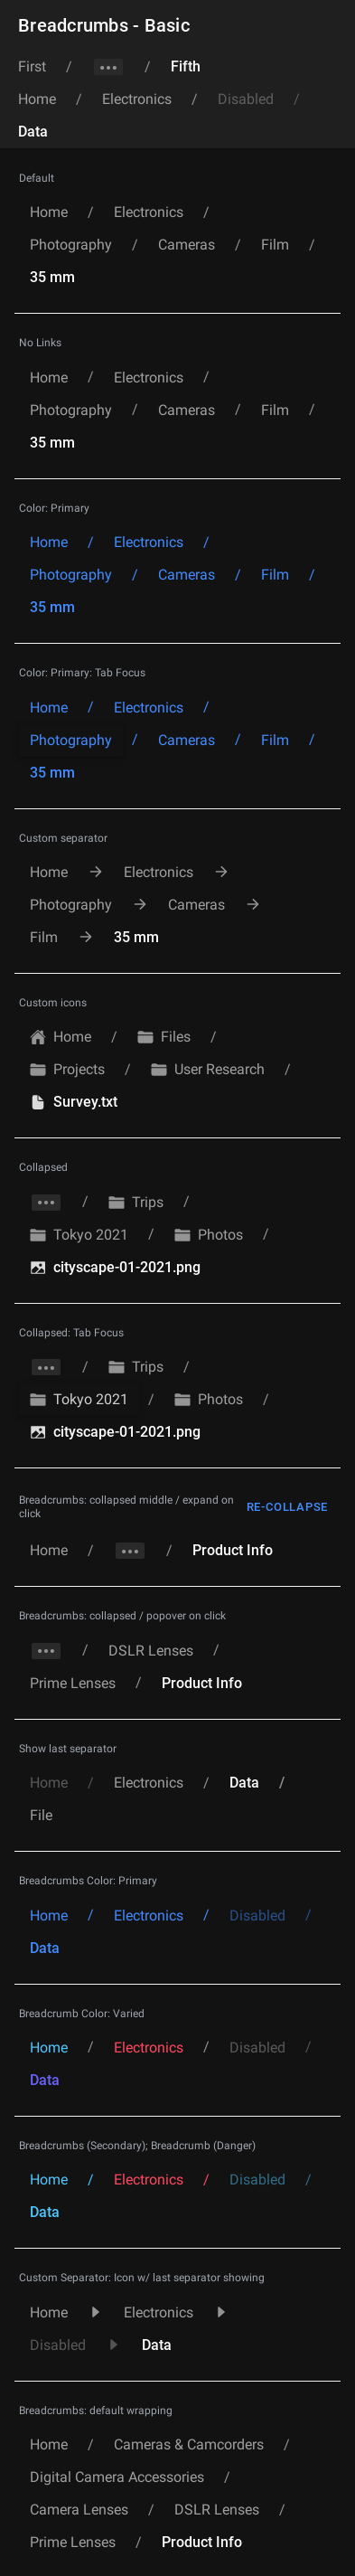 Breadcrumbs - Basic
First / ••• / Fifth
Home / Electronics / Disabled /
Data
Default
Home / Electronics /
Photography / Cameras / Film /
35 mm
No Links
Home / Electronics /
Photography / Cameras / Film /
35 mm
Color: Primary
Home / Electronics /
Photography / Cameras / Film /
35 mm
Color: Primary: Tab Focus
Home / Electronics /
Photography / Cameras / Film /
35 mm
Custom separator
Home → Electronics →
Photography → Cameras →
Film → 35 mm
Custom icons
Home / Files /
Projects / User Research /
Survey.txt
Collapsed
••• / Trips /
Tokyo 2021 / Photos /
cityscape-01-2021.png
Collapsed: Tab Focus
••• / Trips /
Tokyo 2021 / Photos /
cityscape-01-2021.png
Breadcrumbs: collapsed middle / expand on
click
RE-COLLAPSE
Home / ••• / Product Info
Breadcrumbs: collapsed / popover on click
••• / DSLR Lenses /
Prime Lenses / Product Info
Show last separator
Home / Electronics / Data /
File
Breadcrumbs Color: Primary
Home / Electronics / Disabled /
Data
Breadcrumb Color: Varied
Home / Electronics / Disabled /
Data
Breadcrumbs (Secondary); Breadcrumb (Danger)
Home / Electronics / Disabled /
Data
Custom Separator: Icon w/ last separator showing
Home Electronics
Disabled Data
Breadcrumbs: default wrapping
Home / Cameras & Camcorders /
Digital Camera Accessories /
Camera Lenses / DSLR Lenses /
Prime Lenses / Product Info